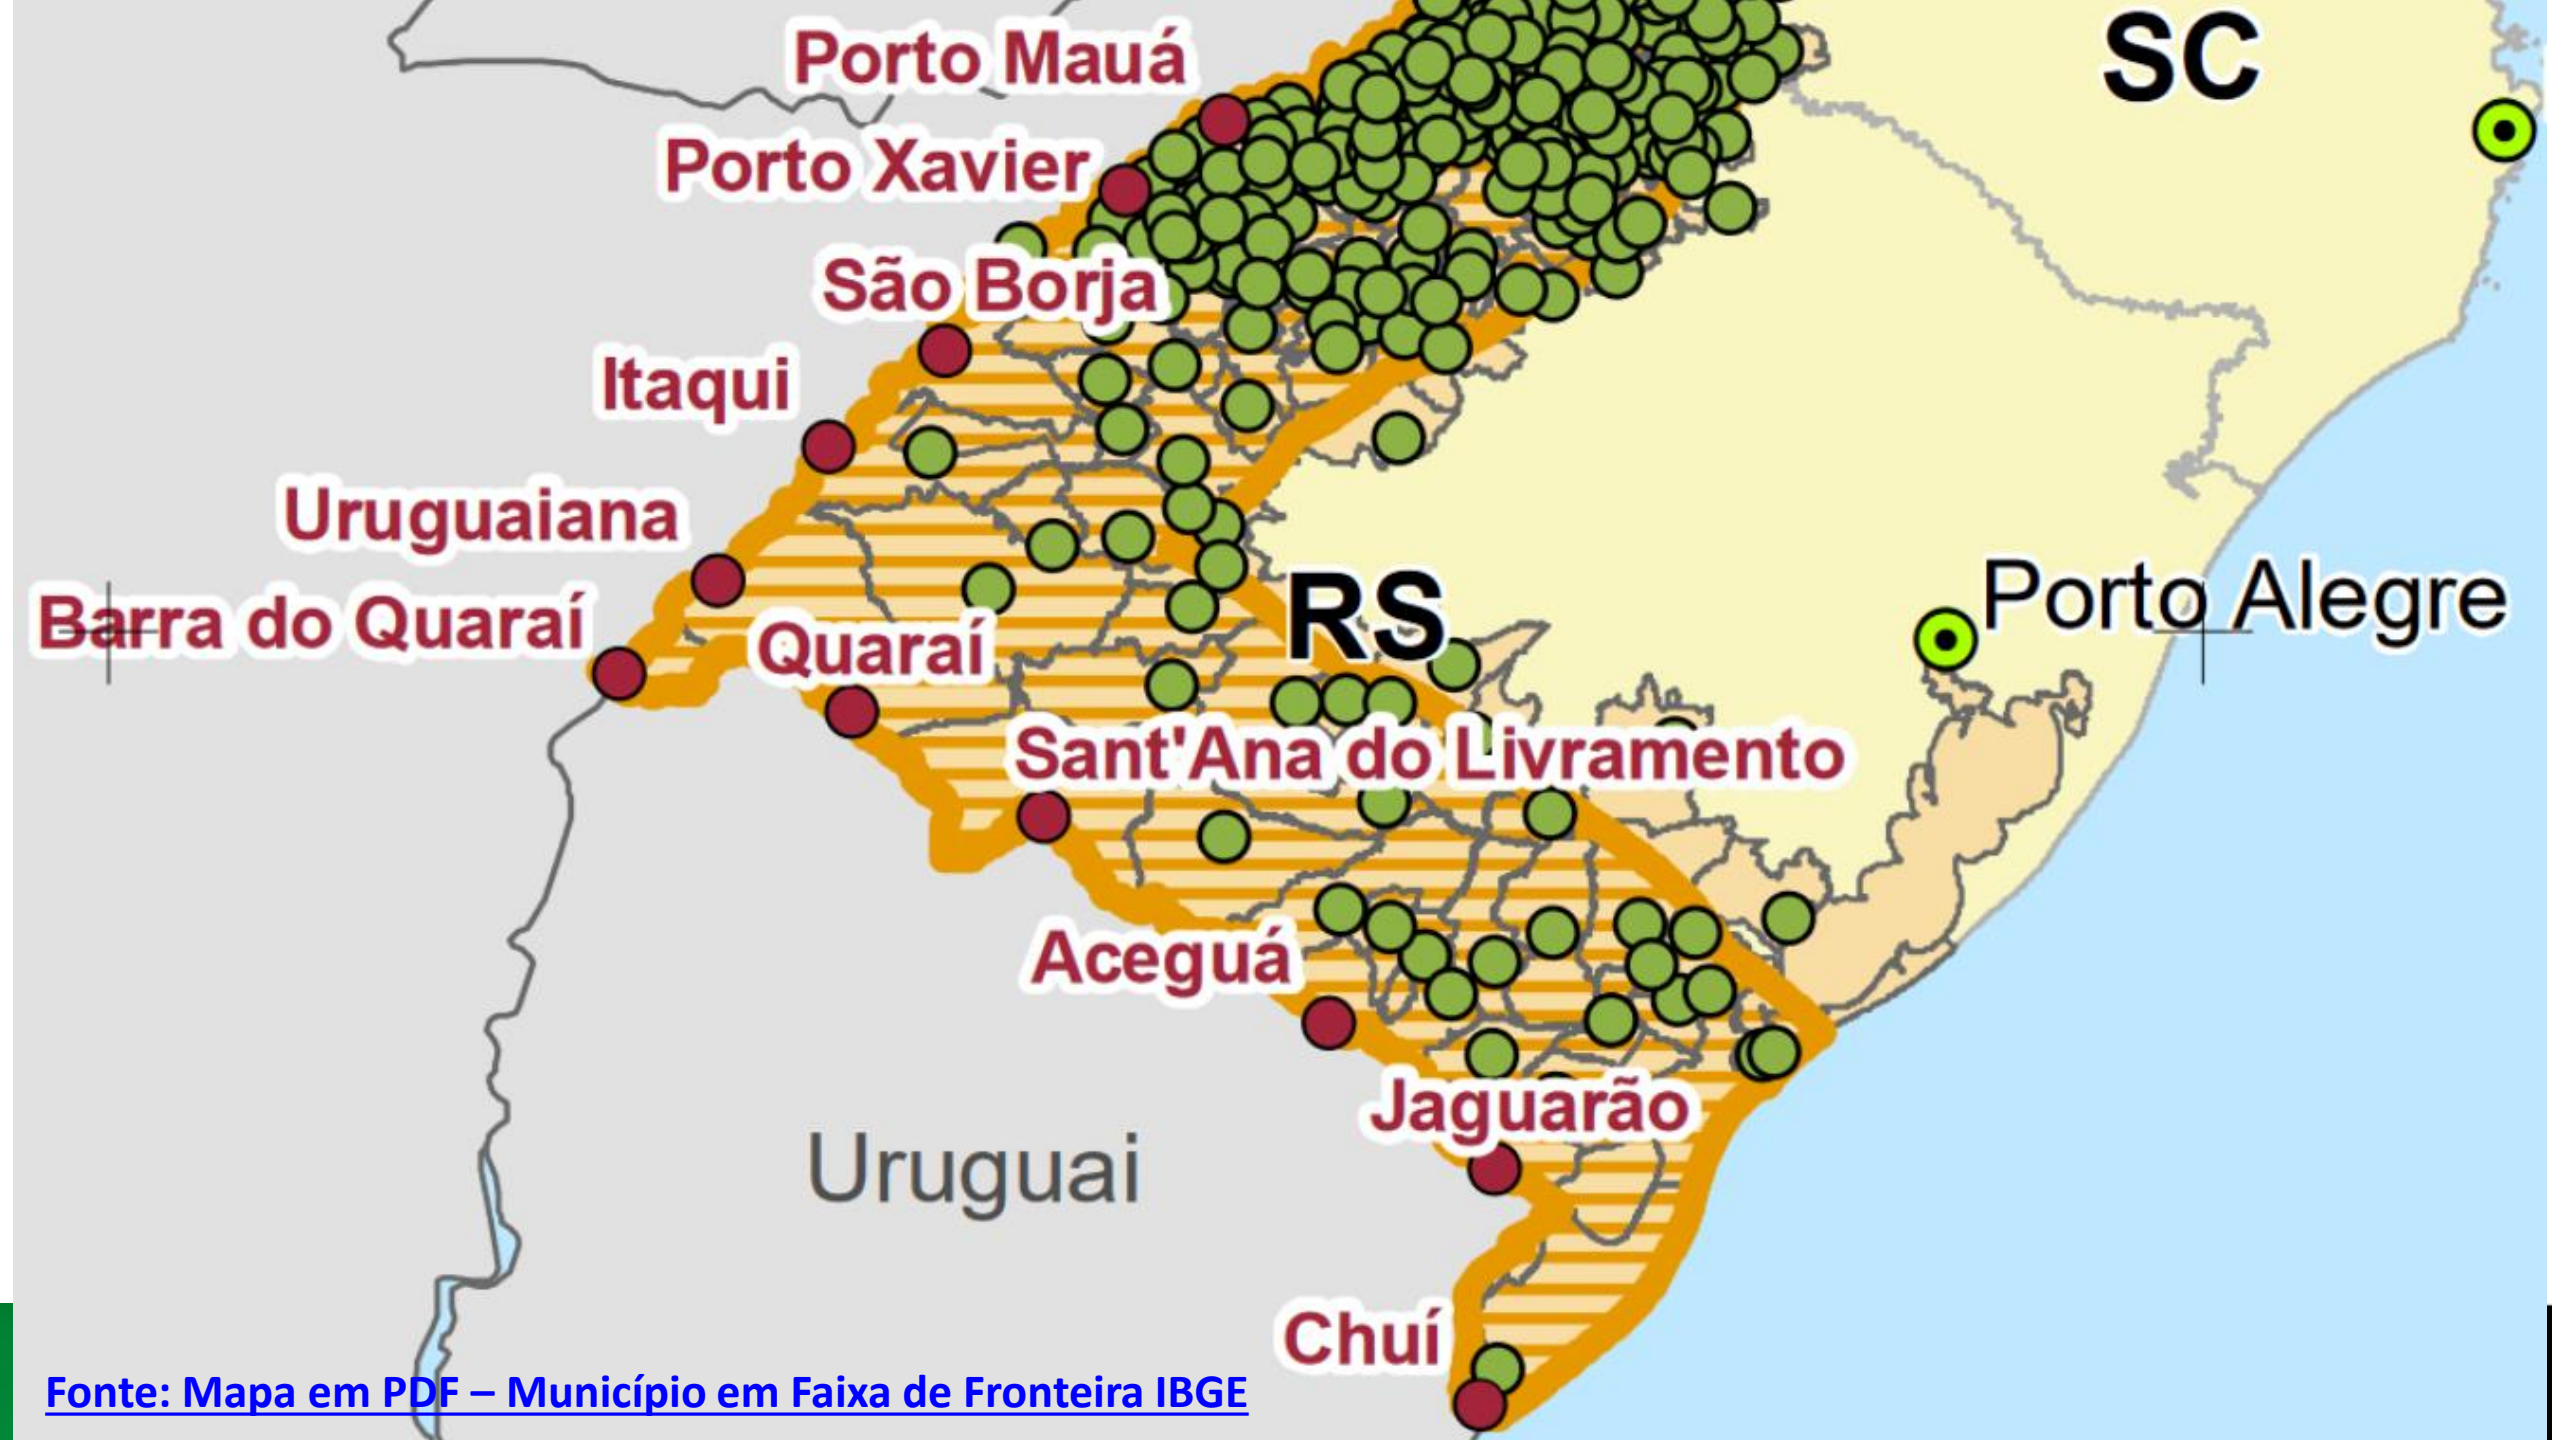 SC
Porto Mauá
Porto Xavier
São Borja
Itaqui
Uruguaiana
Barra do Quaraí
Quaraí
RS
Porto Alegre
Sant'Ana do Livramento
Aceguá
Jaguarão
Uruguai
Chuí
Fonte: Mapa em PDF – Município em Faixa de Fronteira IBGE